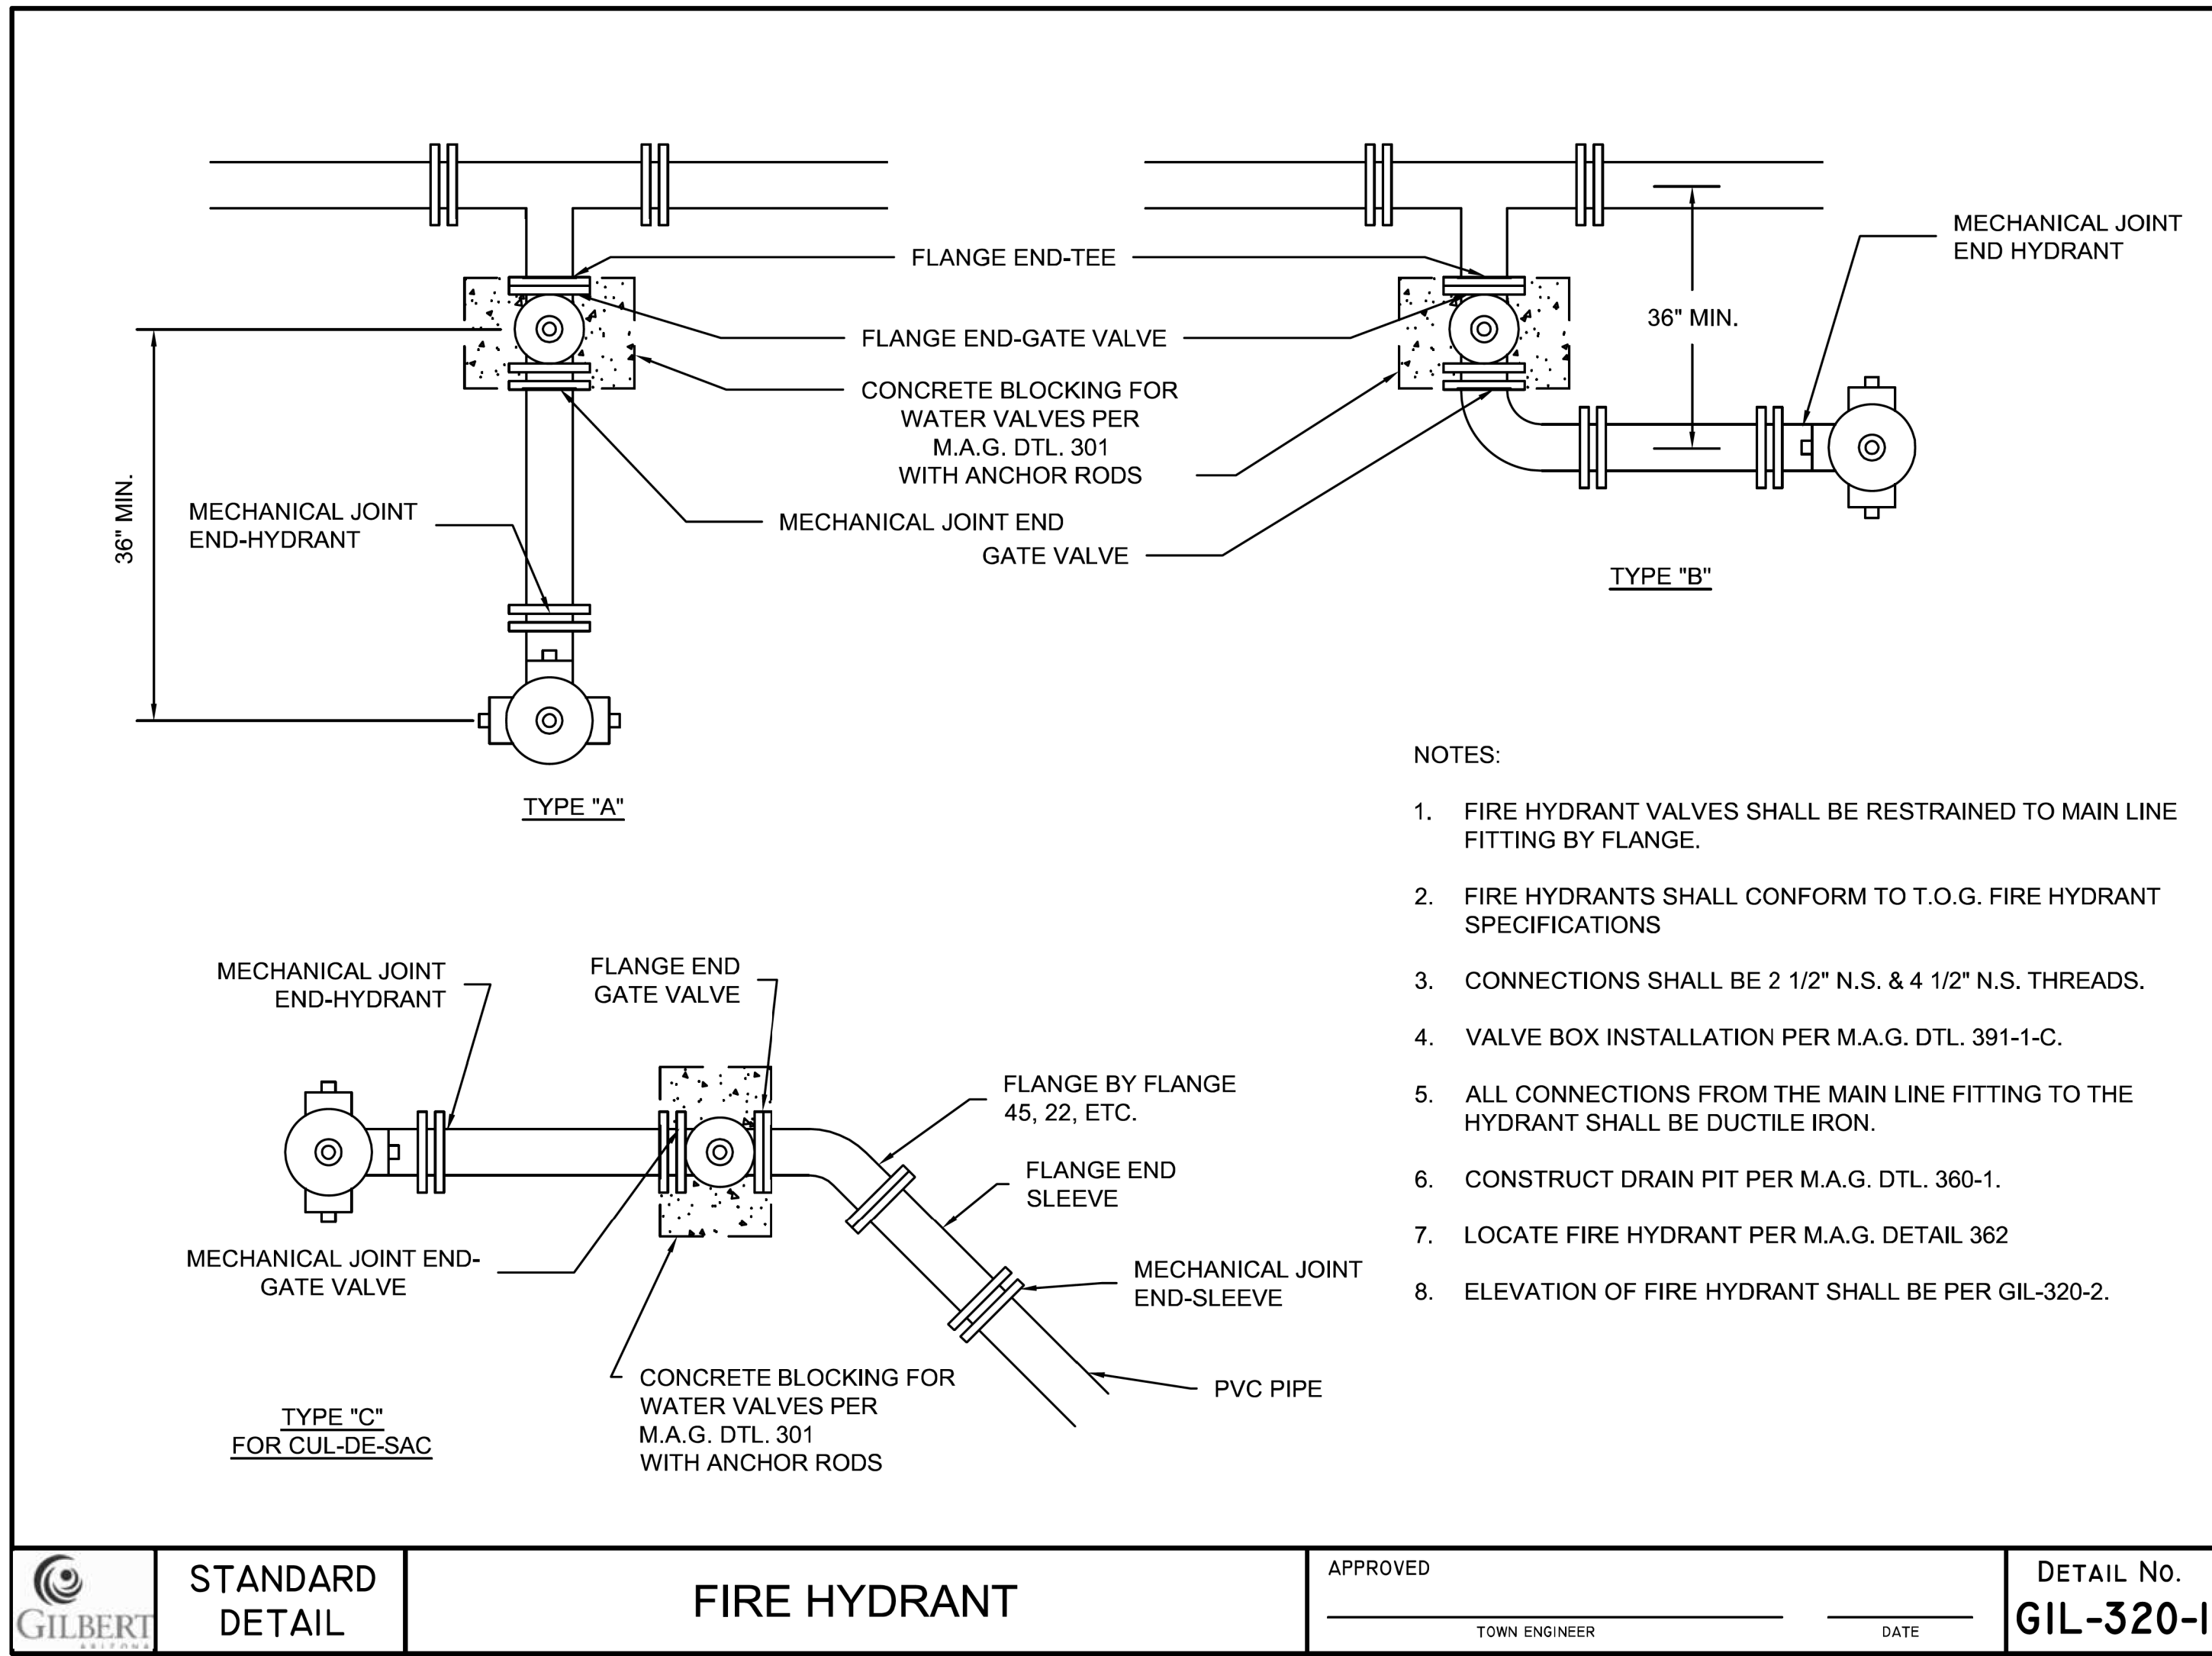 FLANGE END-TEE
FLANGE END-GATE VALVE
CONCRETE BLOCKING FOR
WATER VALVES PER
M.A.G. DTL. 301
WITH ANCHOR RODS
MECHANICAL JOINT END
GATE VALVE
36" MIN.
MECHANICAL JOINT
END-HYDRANT
TYPE "A"
MECHANICAL JOINT
END HYDRANT
36" MIN.
TYPE "B"
MECHANICAL JOINT
END-HYDRANT
FLANGE END
GATE VALVE
FLANGE BY FLANGE
45, 22, ETC.
FLANGE END
SLEEVE
MECHANICAL JOINT
END-SLEEVE
PVC PIPE
MECHANICAL JOINT END-
GATE VALVE
CONCRETE BLOCKING FOR
WATER VALVES PER
M.A.G. DTL. 301
WITH ANCHOR RODS
TYPE "C"
FOR CUL-DE-SAC
NOTES:
1. FIRE HYDRANT VALVES SHALL BE RESTRAINED TO MAIN LINE
FITTING BY FLANGE.
2. FIRE HYDRANTS SHALL CONFORM TO T.O.G. FIRE HYDRANT
SPECIFICATIONS
3. CONNECTIONS SHALL BE 2 1/2" N.S. & 4 1/2" N.S. THREADS.
4. VALVE BOX INSTALLATION PER M.A.G. DTL. 391-1-C.
5. ALL CONNECTIONS FROM THE MAIN LINE FITTING TO THE
HYDRANT SHALL BE DUCTILE IRON.
6. CONSTRUCT DRAIN PIT PER M.A.G. DTL. 360-1.
7. LOCATE FIRE HYDRANT PER M.A.G. DETAIL 362
8. ELEVATION OF FIRE HYDRANT SHALL BE PER GIL-320-2.
GILBERT
ARIZONA
STANDARD
DETAIL
FIRE HYDRANT
APPROVED
TOWN ENGINEER
DATE
DETAIL NO.
GIL-320-1